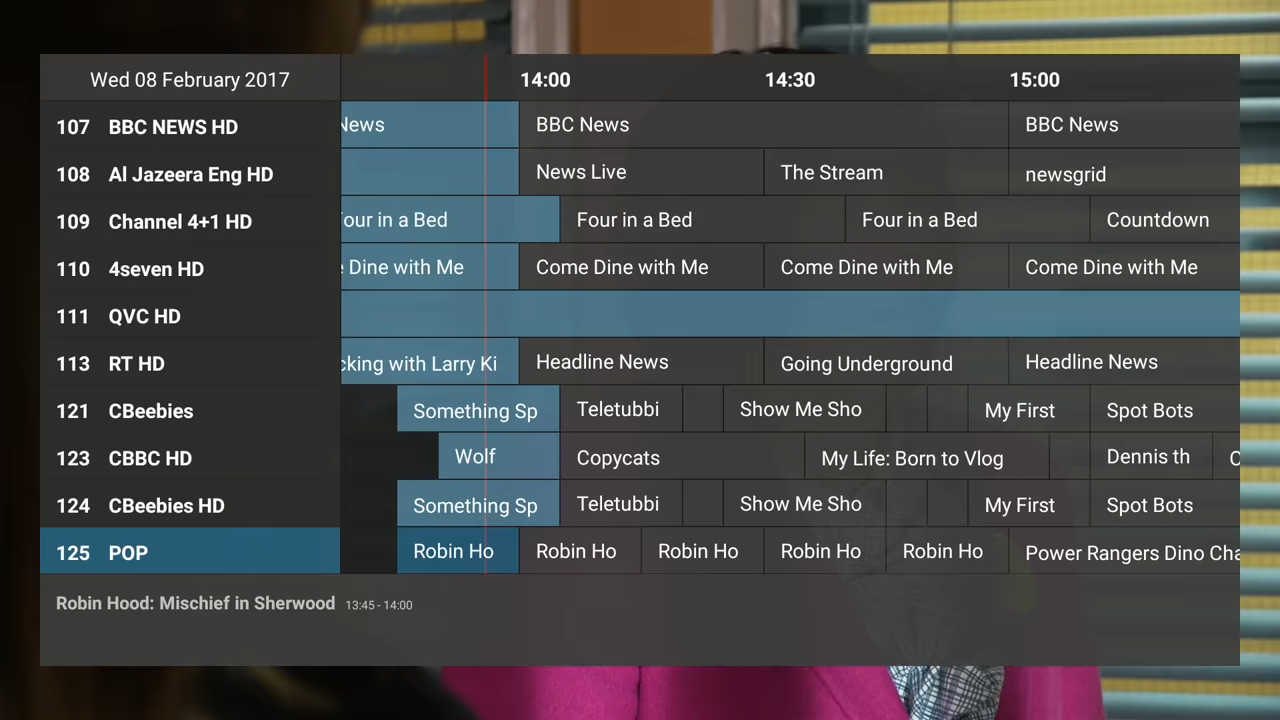 Wed 08 February 2017 14:00 14:30 15:00
107 BBC NEWS HD News BBC News BBC News
108 Al Jazeera Eng HD News Live The Stream newsgrid
109 Channel 4+1 HD Four in a Bed Four in a Bed Four in a Bed Countdown
110 4seven HD e Dine with Me Come Dine with Me Come Dine with Me Come Dine with Me
111 QVC HD
113 RT HD cking with Larry Ki Headline News Going Underground Headline News
121 CBeebies Something Sp Teletubbi Show Me Sho My First Spot Bots
123 CBBC HD Wolf Copycats My Life: Born to Vlog Dennis th
124 CBeebies HD Something Sp Teletubbi Show Me Sho My First Spot Bots
125 POP Robin Ho Robin Ho Robin Ho Robin Ho Robin Ho Power Rangers Dino Cha
Robin Hood: Mischief in Sherwood 13:45 - 14:00